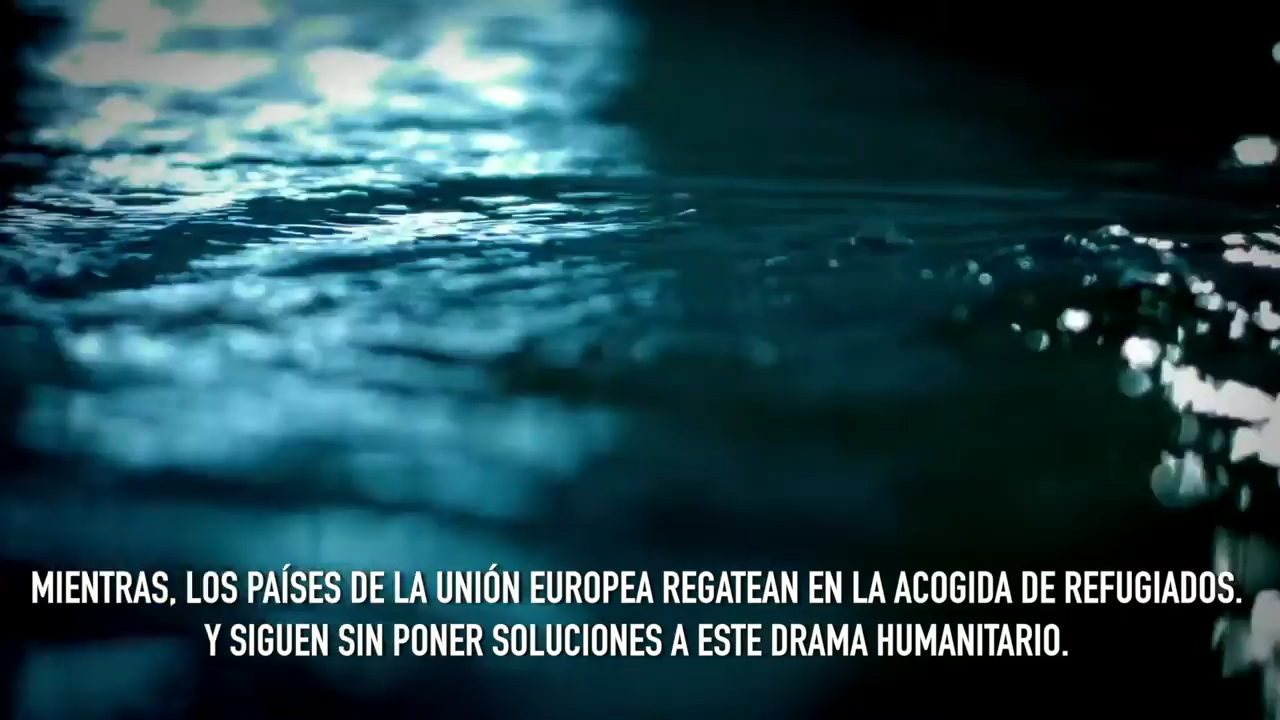 MIENTRAS, LOS PAÍSES DE LA UNIÓN EUROPEA REGATEAN EN LA ACOGIDA DE REFUGIADOS.
Y SIGUEN SIN PONER SOLUCIONES A ESTE DRAMA HUMANITARIO.